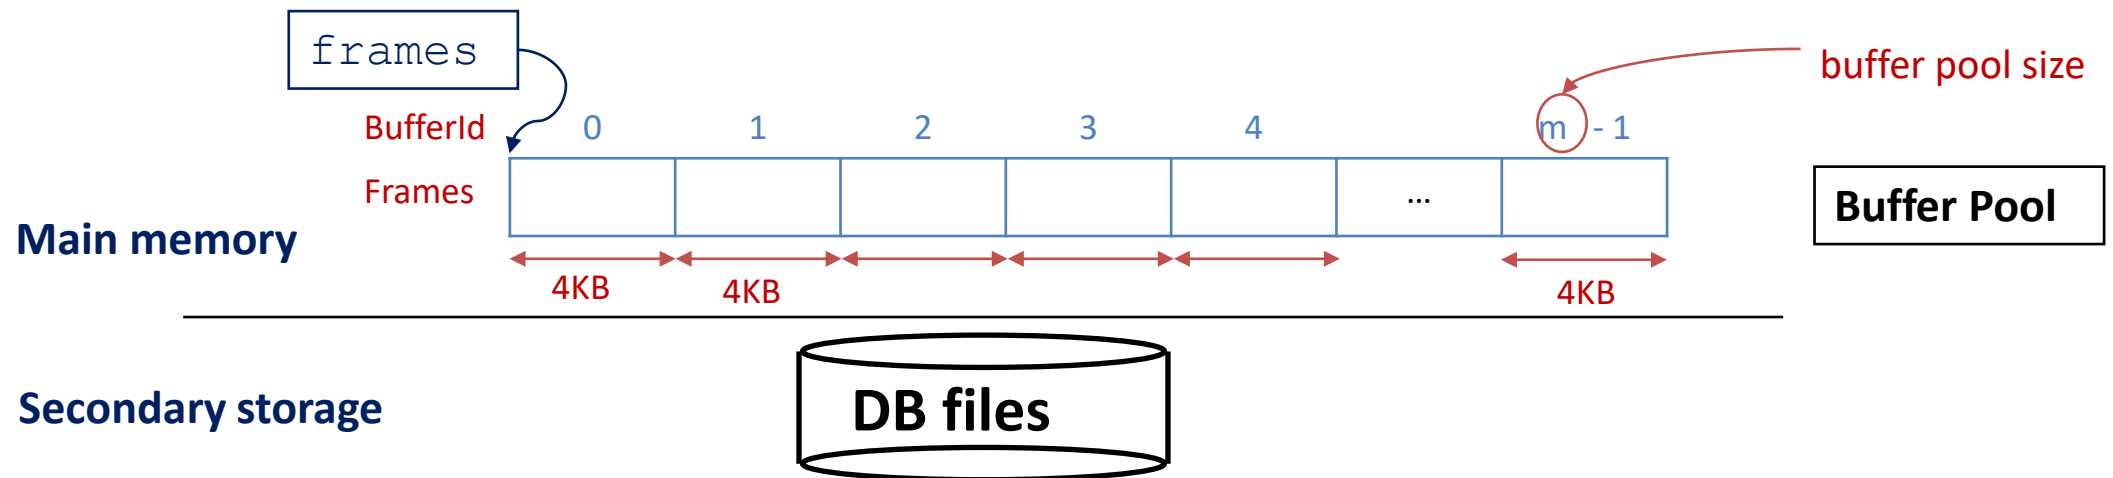 frames
buffer pool size
BufferId 0 1 2 3 4 m - 1
Frames ...
Buffer Pool
Main memory
4KB 4KB 4KB
DB files
Secondary storage